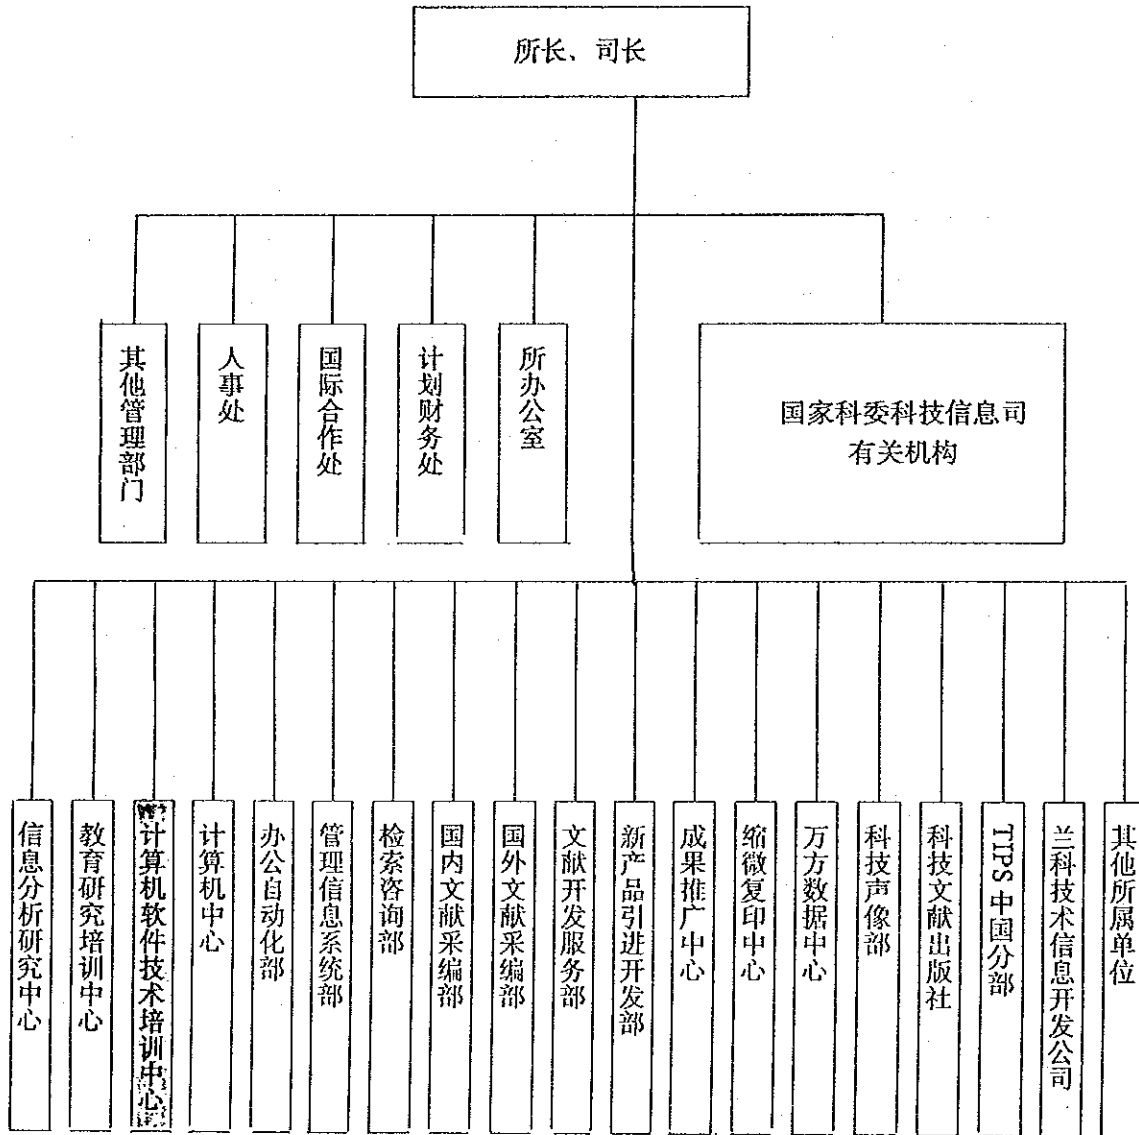 所长、司长
其他管理部门
人事处
国际合作处
计划财务处
所办公室
国家科委科技信息司
有关机构
信息分析研究中心
教育研究培训中心
计算机软件技术培训中心
计算机中心
办公自动化部
管理信息系统部
检索咨询部
国内文献采编部
国外文献采编部
文献开发服务部
新产品引进开发部
成果推广中心
缩微复印中心
万方数据中心
科技声像部
科技文献出版社
TIPS中国分部
兰科技术信息开发公司
其他所属单位